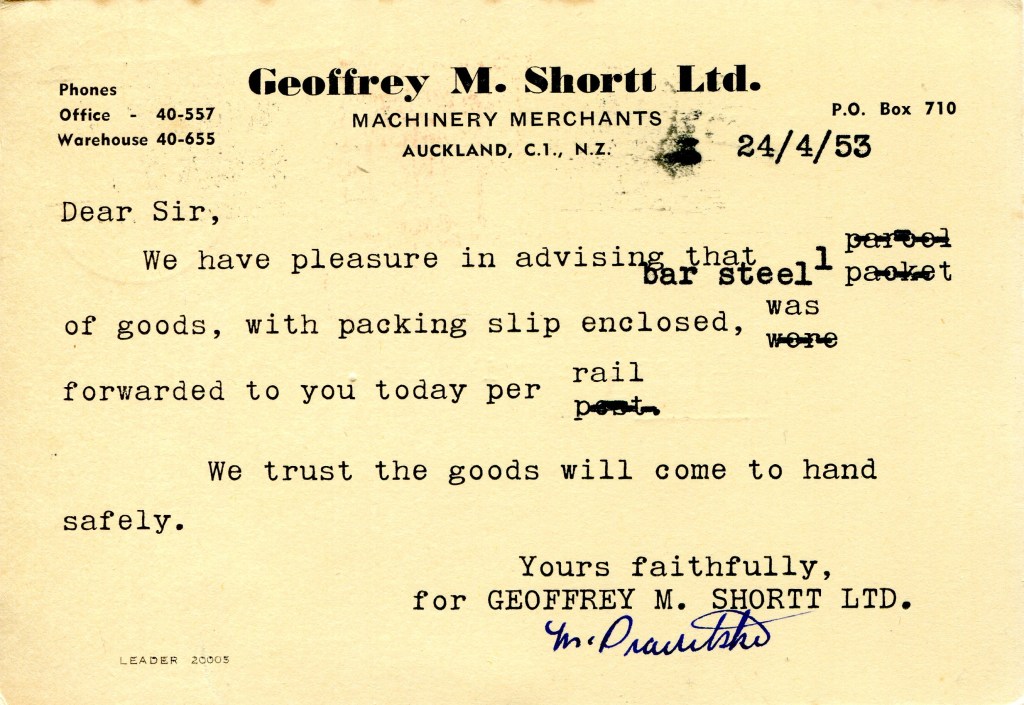 Phones
Office - 40-557
Warehouse 40-655
Geoffrey M. Shortt Ltd.
MACHINERY MERCHANTS
AUCKLAND, C.1., N.Z.
P.O. Box 710
24/4/53
Dear Sir,
parcel
We have pleasure in advising that
bar steel 1 packet
was
of goods, with packing slip enclosed,
were
rail
forwarded to you today per
post.
We trust the goods will come to hand
safely.
Yours faithfully,
for GEOFFREY M. SHORTT LTD.
LEADER 20005